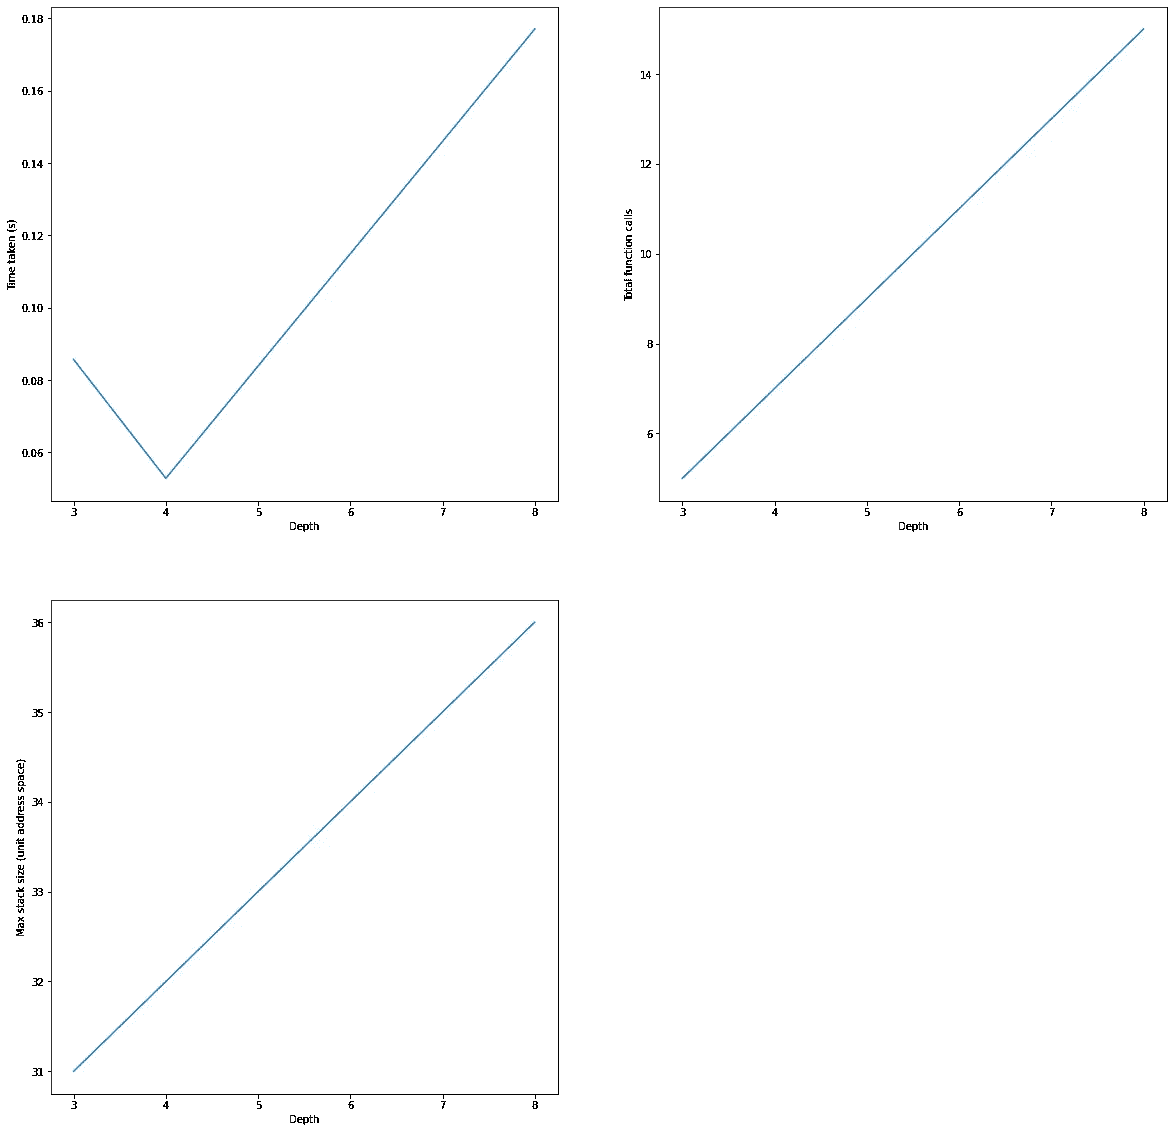 0.18
0.16
0.14
0.12
0.10
0.08
0.06
Time taken (s)
3 4 5 6 7 8
Depth
14
12
10
8
6
Total function calls
3 4 5 6 7 8
Depth
36
35
34
33
32
31
Max stack size (unit address space)
3 4 5 6 7 8
Depth